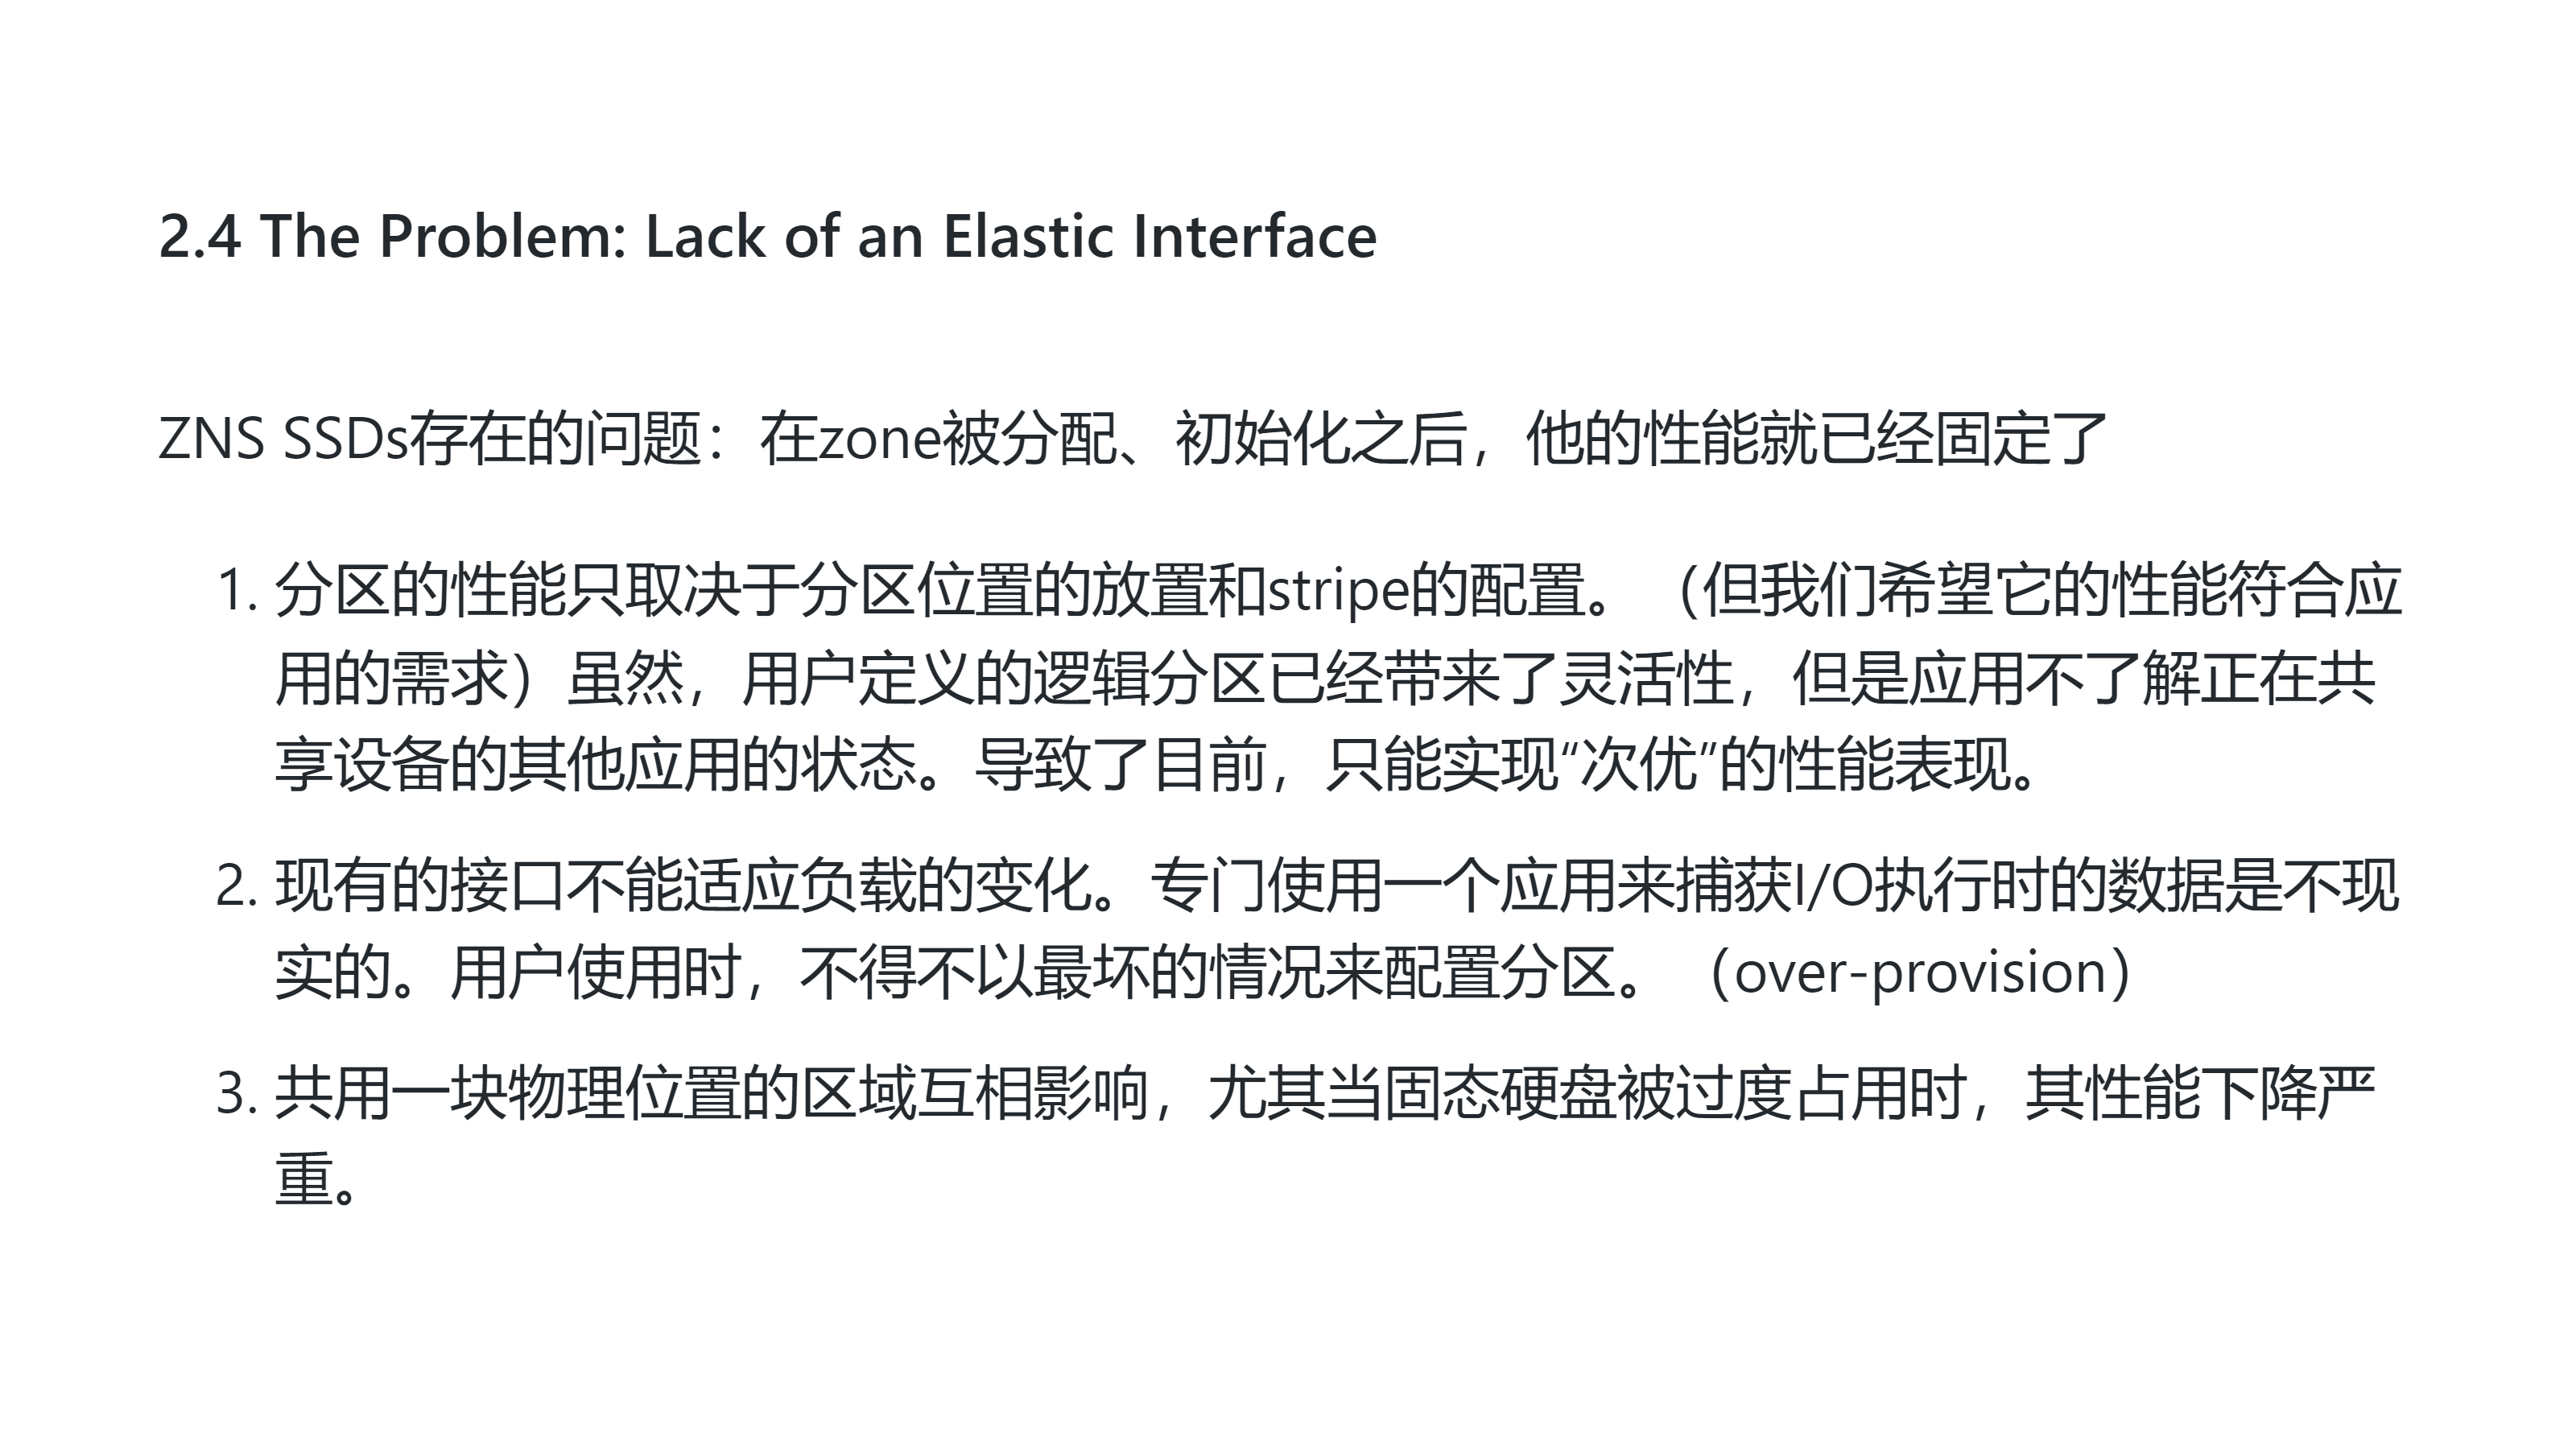 2.4 The Problem: Lack of an Elastic Interface
ZNS SSDs存在的问题：在zone被分配、初始化之后，他的性能就已经固定了
1. 分区的性能只取决于分区位置的放置和stripe的配置。（但我们希望它的性能符合应
用的需求）虽然，用户定义的逻辑分区已经带来了灵活性，但是应用不了解正在共
享设备的其他应用的状态。导致了目前，只能实现“次优”的性能表现。
2. 现有的接口不能适应负载的变化。专门使用一个应用来捕获I/O执行时的数据是不现
实的。用户使用时，不得不以最坏的情况来配置分区。（over-provision）
3. 共用一块物理位置的区域互相影响，尤其当固态硬盘被过度占用时，其性能下降严
重。